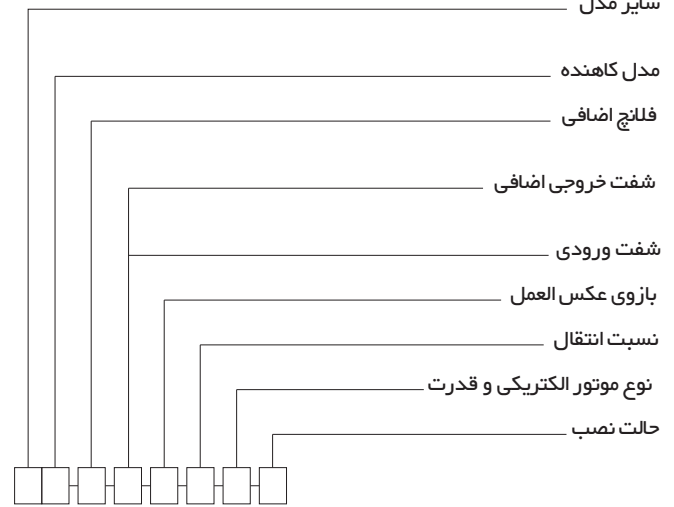 سایز مدل
مدل کاهنده
فلانچ اضافی
شفت خروجی اضافی
شفت ورودی
بازوی عکس العمل
نسبت انتقال
نوع موتور الکتریکی و قدرت
حالت نصب